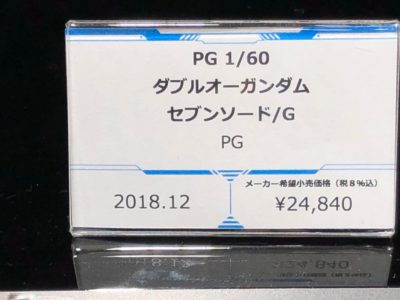 PG 1/60
ダブルオーガンダム
セブンソード/G
PG
メーカー希望小売価格（税８％込）
2018.12
¥24,840